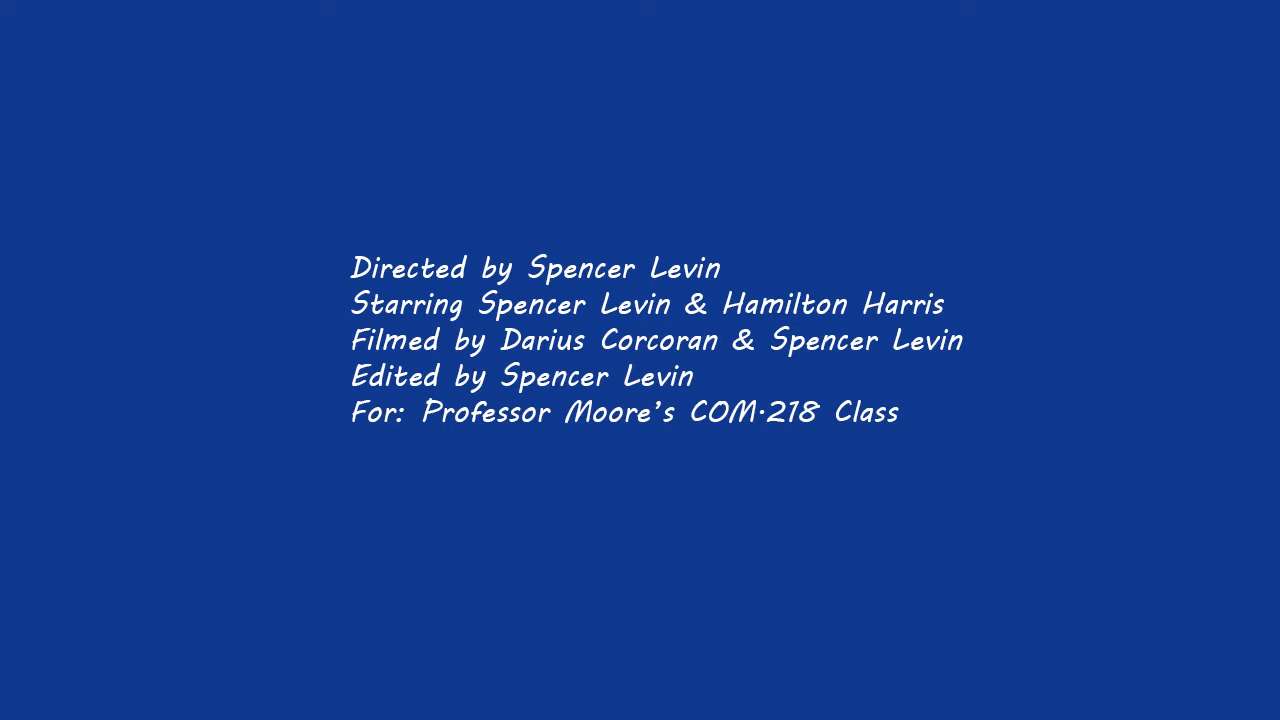 Directed by Spencer Levin
Starring Spencer Levin & Hamilton Harris
Filmed by Darius Corcoran & Spencer Levin
Edited by Spencer Levin
For: Professor Moore's COM·218 Class